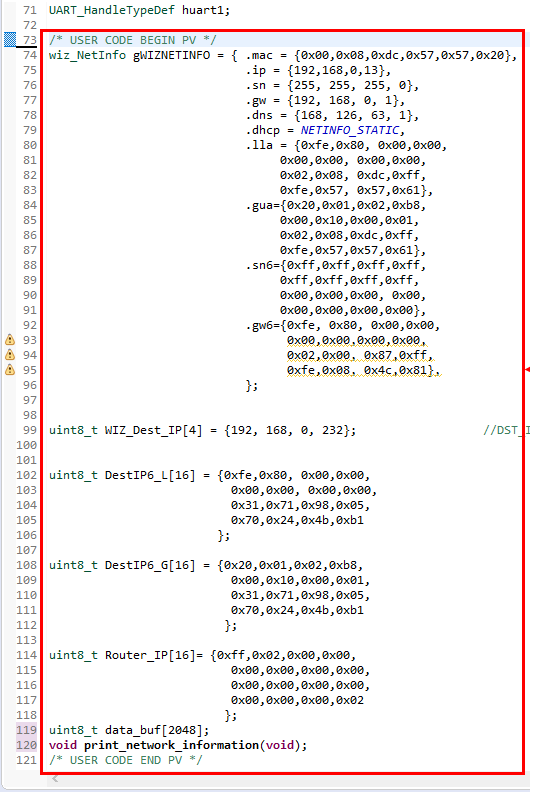 71 UART_HandleTypeDef huart1;
72
73 /* USER CODE BEGIN PV */
74 wiz_NetInfo gWIZNETINFO = { .mac = {0x00,0x08,0xdc,0x57,0x57,0x20},
75 .ip = {192,168,0,13},
76 .sn = {255, 255, 255, 0},
77 .gw = {192, 168, 0, 1},
78 .dns = {168, 126, 63, 1},
79 .dhcp = NETINFO_STATIC,
80 .lla = {0xfe,0x80, 0x00,0x00,
81 0x00,0x00, 0x00,0x00,
82 0x02,0x08, 0xdc,0xff,
83 0xfe,0x57, 0x57,0x61},
84 .gua={0x20,0x01,0x02,0xb8,
85 0x00,0x10,0x00,0x01,
86 0x02,0x08,0xdc,0xff,
87 0xfe,0x57,0x57,0x61},
88 .sn6={0xff,0xff,0xff,0xff,
89 0xff,0xff,0xff,0xff,
90 0x00,0x00,0x00, 0x00,
91 0x00,0x00,0x00,0x00},
92 .gw6={0xfe, 0x80, 0x00,0x00,
93 0x00,0x00,0x00,0x00,
94 0x02,0x00, 0x87,0xff,
95 0xfe,0x08, 0x4c,0x81},
96 };
97
98
99 uint8_t WIZ_Dest_IP[4] = {192, 168, 0, 232}; //DST_I
100
101
102 uint8_t DestIP6_L[16] = {0xfe,0x80, 0x00,0x00,
103 0x00,0x00, 0x00,0x00,
104 0x31,0x71,0x98,0x05,
105 0x70,0x24,0x4b,0xb1
106 };
107
108 uint8_t DestIP6_G[16] = {0x20,0x01,0x02,0xb8,
109 0x00,0x10,0x00,0x01,
110 0x31,0x71,0x98,0x05,
111 0x70,0x24,0x4b,0xb1
112 };
113
114 uint8_t Router_IP[16]= {0xff,0x02,0x00,0x00,
115 0x00,0x00,0x00,0x00,
116 0x00,0x00,0x00,0x00,
117 0x00,0x00,0x00,0x02
118 };
119 uint8_t data_buf[2048];
120 void print_network_information(void);
121 /* USER CODE END PV */